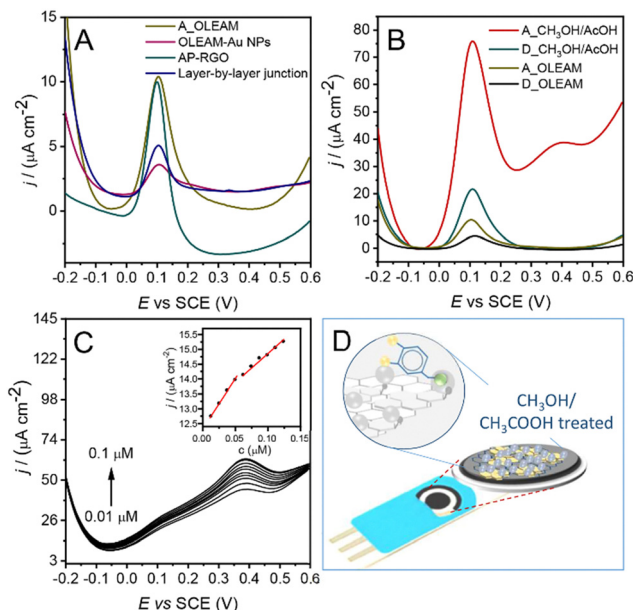 A
A_OLEAM
OLEAM-Au NPs
AP-RGO
Layer-by-layer junction
15
10
5
0
j / (μA cm⁻²)
-0.2 -0.1 0.0 0.1 0.2 0.3 0.4 0.5 0.6
E vs SCE (V)
B
A_CH₃OH/AcOH
D_CH₃OH/AcOH
A_OLEAM
D_OLEAM
80
70
60
50
40
30
20
10
0
j / (μA cm⁻²)
-0.2 -0.1 0.0 0.1 0.2 0.3 0.4 0.5 0.6
E vs SCE (V)
C
145
122
98
74
50
26
3
j / (μA cm⁻²)
0.1 μM
0.01 μM
15.5
15.0
14.5
14.0
13.5
13.0
12.5
j / (μA cm⁻²)
0.00 0.05 0.10 0.15
c (μM)
-0.2 -0.1 0.0 0.1 0.2 0.3 0.4 0.5 0.6
E vs SCE (V)
D
CH₃OH/
CH₃COOH treated